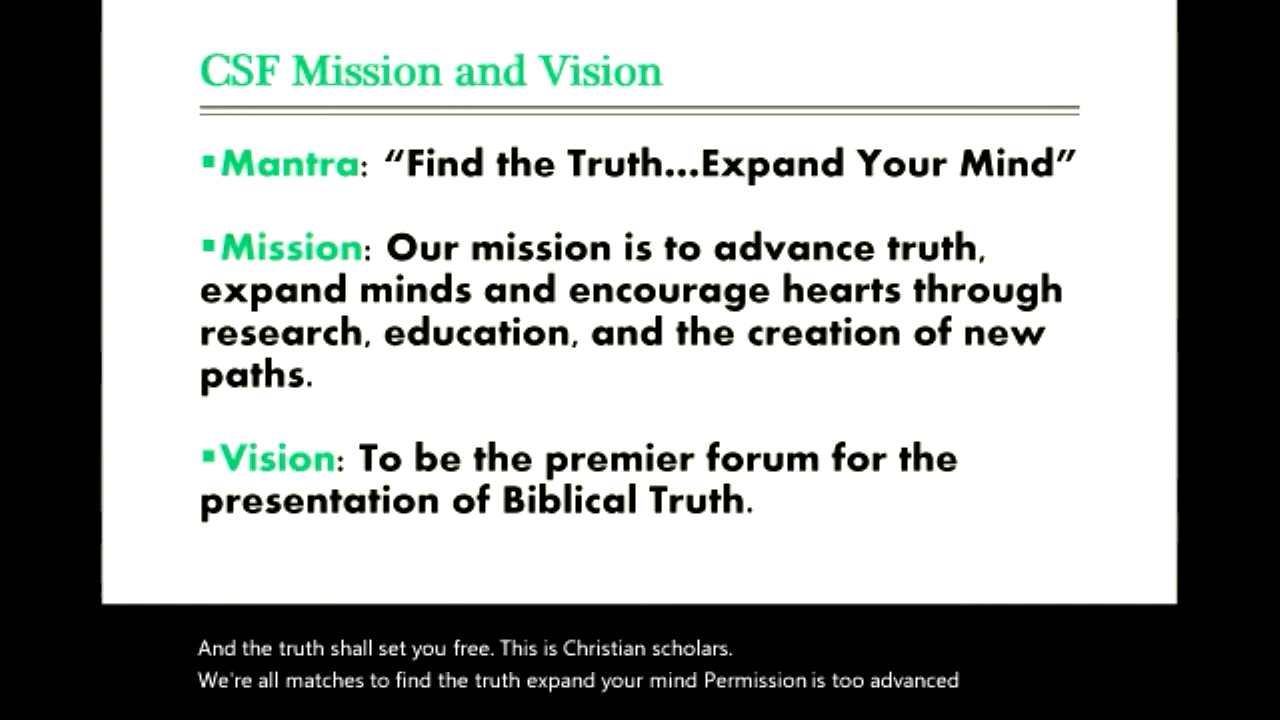 CSF Mission and Vision
▪Mantra: “Find the Truth...Expand Your Mind”
▪Mission: Our mission is to advance truth,
expand minds and encourage hearts through
research, education, and the creation of new
paths.
▪Vision: To be the premier forum for the
presentation of Biblical Truth.
And the truth shall set you free. This is Christian scholars.
We're all matches to find the truth expand your mind Permission is too advanced